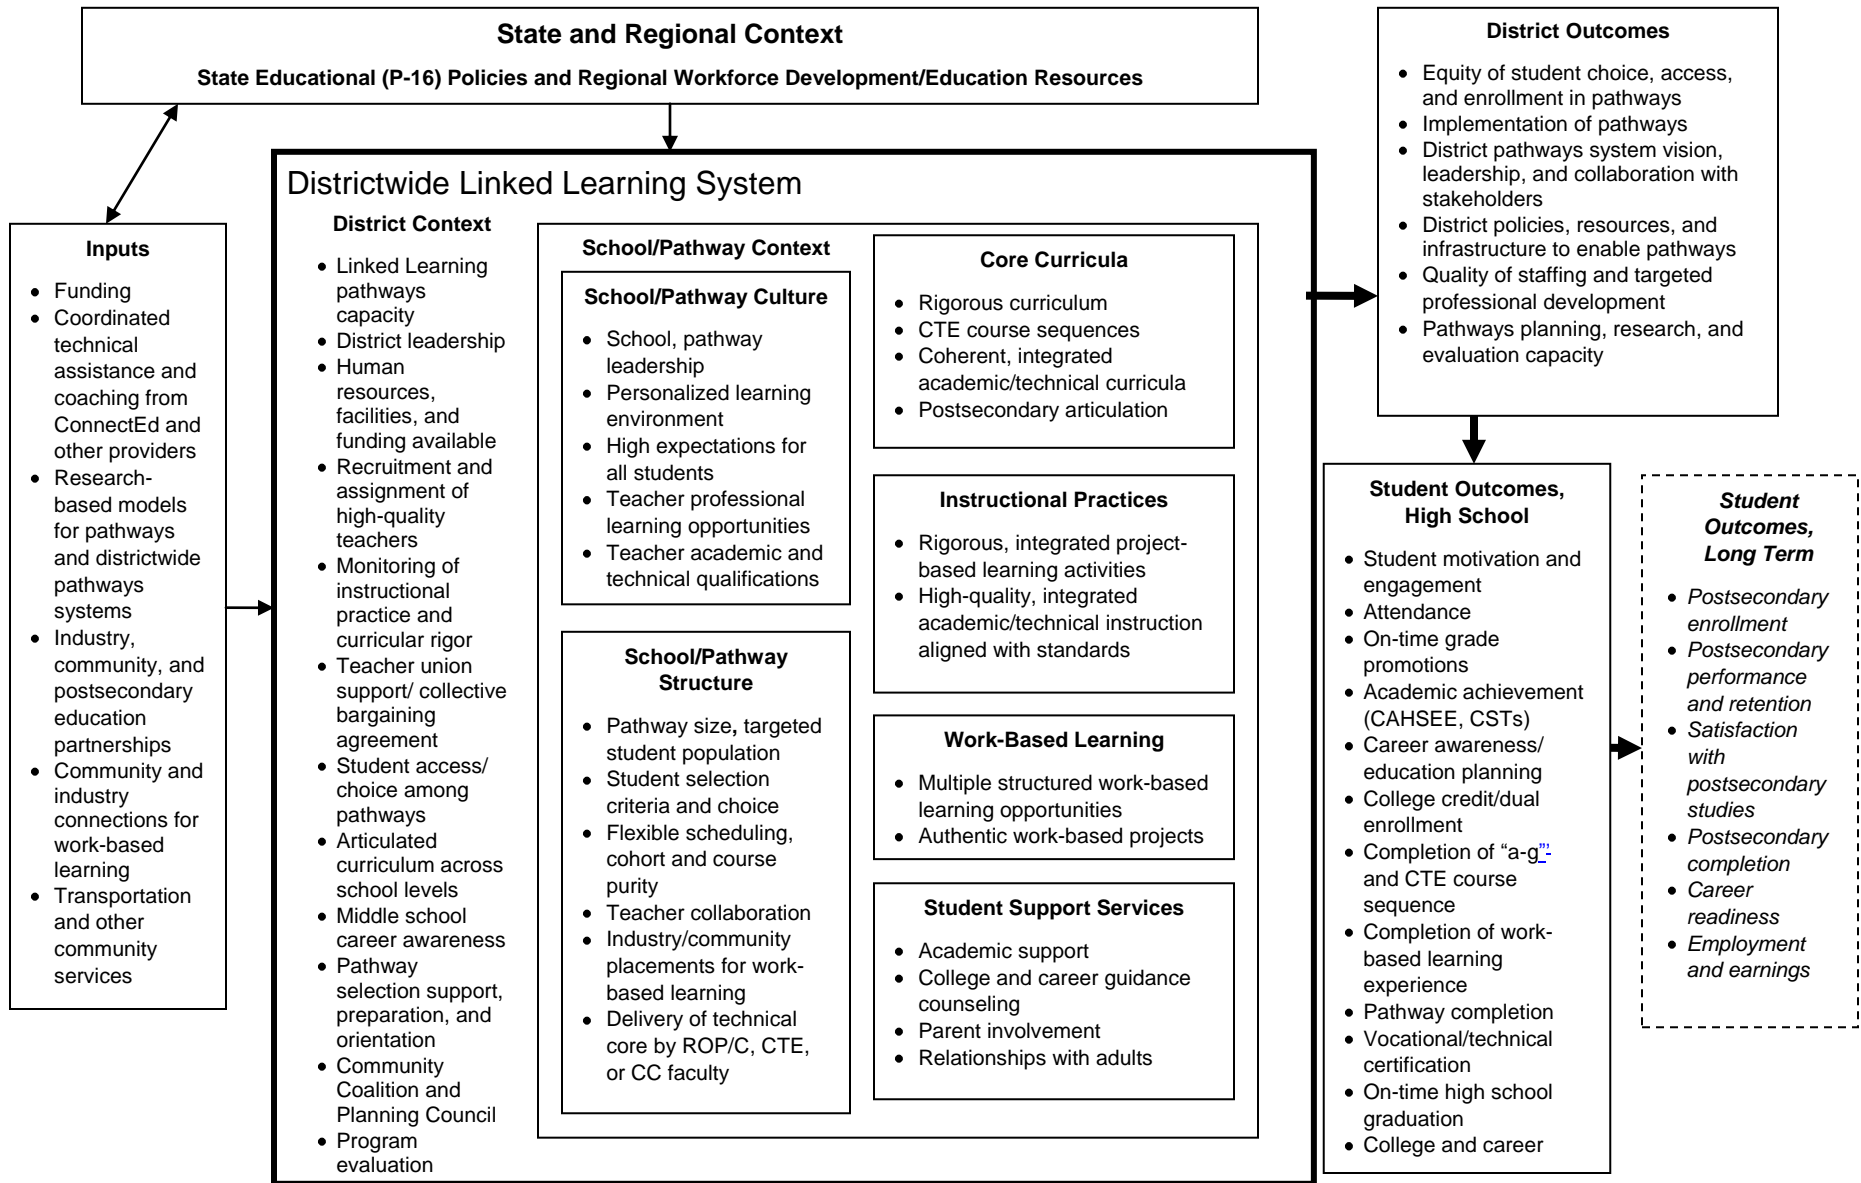 State and Regional Context
State Educational (P-16) Policies and Regional Workforce Development/Education Resources
Inputs
• Funding
• Coordinated
technical
assistance and
coaching from
ConnectEd and
other providers
• Research-
based models
for pathways
and districtwide
pathways
systems
• Industry,
community, and
postsecondary
education
partnerships
• Community and
industry
connections for
work-based
learning
• Transportation
and other
community
services
Districtwide Linked Learning System
District Context
• Linked Learning
pathways
capacity
• District leadership
• Human
resources,
facilities, and
funding available
• Recruitment and
assignment of
high-quality
teachers
• Monitoring of
instructional
practice and
curricular rigor
• Teacher union
support/ collective
bargaining
agreement
• Student access/
choice among
pathways
• Articulated
curriculum across
school levels
• Middle school
career awareness
• Pathway
selection support,
preparation, and
orientation
• Community
Coalition and
Planning Council
• Program
evaluation
School/Pathway Context
School/Pathway Culture
• School, pathway
leadership
• Personalized learning
environment
• High expectations for
all students
• Teacher professional
learning opportunities
• Teacher academic and
technical qualifications
School/Pathway
Structure
• Pathway size, targeted
student population
• Student selection
criteria and choice
• Flexible scheduling,
cohort and course
purity
• Teacher collaboration
• Industry/community
placements for work-
based learning
• Delivery of technical
core by ROP/C, CTE,
or CC faculty
Core Curricula
• Rigorous curriculum
• CTE course sequences
• Coherent, integrated
academic/technical curricula
• Postsecondary articulation
Instructional Practices
• Rigorous, integrated project-
based learning activities
• High-quality, integrated
academic/technical instruction
aligned with standards
Work-Based Learning
• Multiple structured work-based
learning opportunities
• Authentic work-based projects
Student Support Services
• Academic support
• College and career guidance
counseling
• Parent involvement
• Relationships with adults
District Outcomes
• Equity of student choice, access,
and enrollment in pathways
• Implementation of pathways
• District pathways system vision,
leadership, and collaboration with
stakeholders
• District policies, resources, and
infrastructure to enable pathways
• Quality of staffing and targeted
professional development
• Pathways planning, research, and
evaluation capacity
Student Outcomes,
High School
• Student motivation and
engagement
• Attendance
• On-time grade
promotions
• Academic achievement
(CAHSEE, CSTs)
• Career awareness/
education planning
• College credit/dual
enrollment
• Completion of “a-g”’-
and CTE course
sequence
• Completion of work-
based learning
experience
• Pathway completion
• Vocational/technical
certification
• On-time high school
graduation
• College and career
Student
Outcomes,
Long Term
• Postsecondary
enrollment
• Postsecondary
performance
and retention
• Satisfaction
with
postsecondary
studies
• Postsecondary
completion
• Career
readiness
• Employment
and earnings